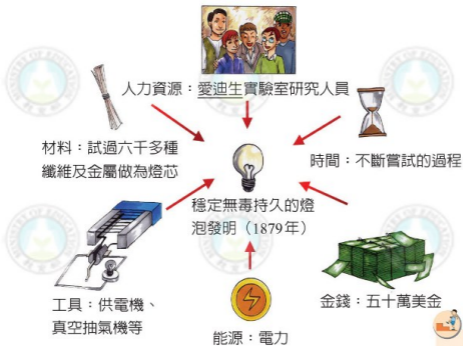 人力資源：愛迪生實驗室研究人員
材料：試過六千多種
纖維及金屬做為燈芯
時間：不斷嘗試的過程
穩定無毒持久的燈
泡發明（1879年）
工具：供電機、
真空抽氣機等
能源：電力
金錢：五十萬美金